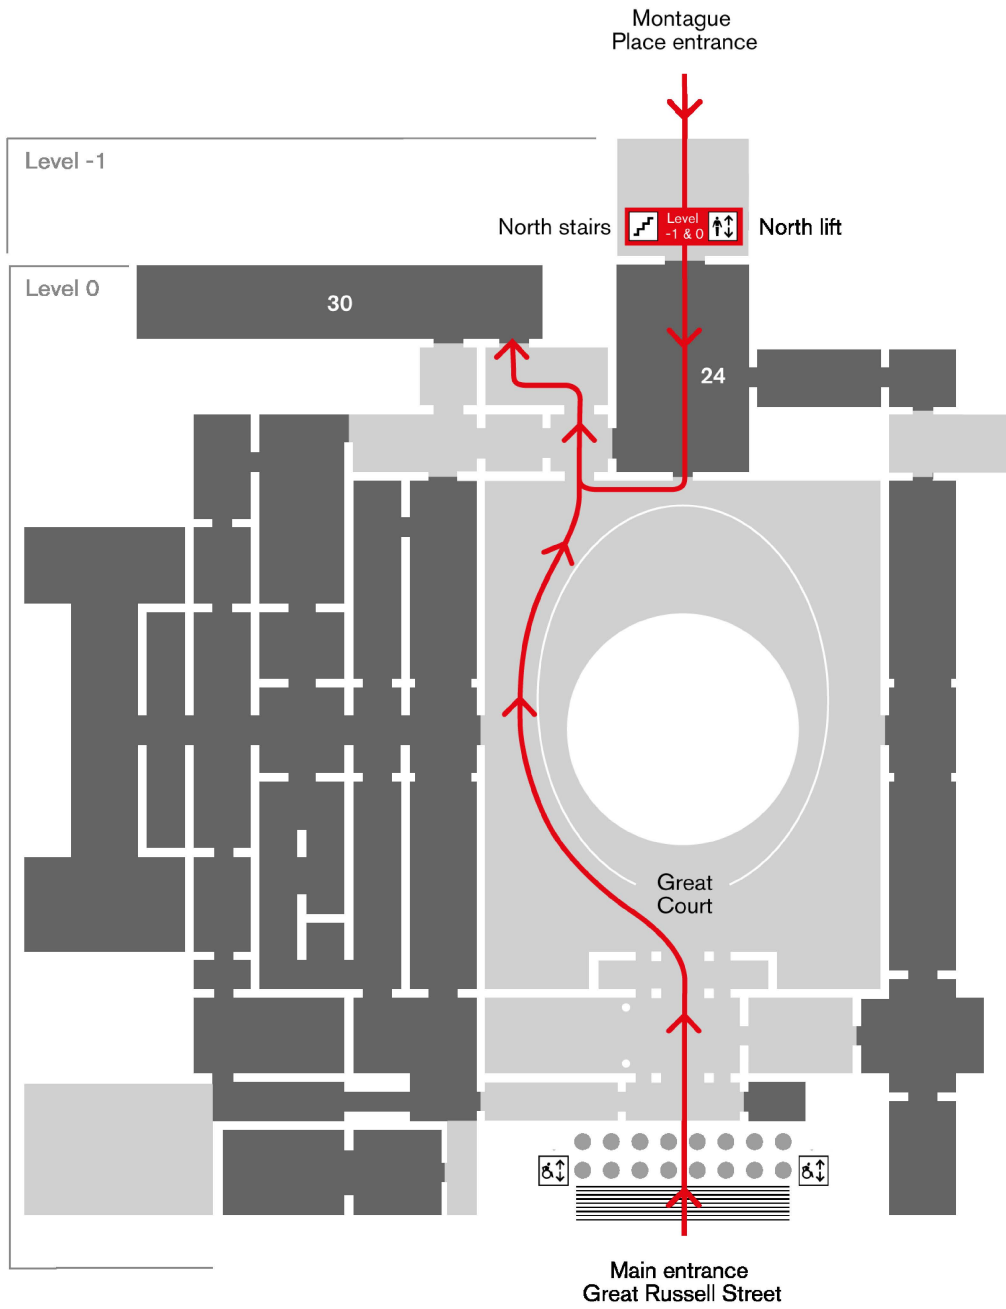 Montague
Place entrance
Level -1
North stairs
Level
-1 & 0
North lift
Level 0
30
24
Great
Court
Main entrance
Great Russell Street